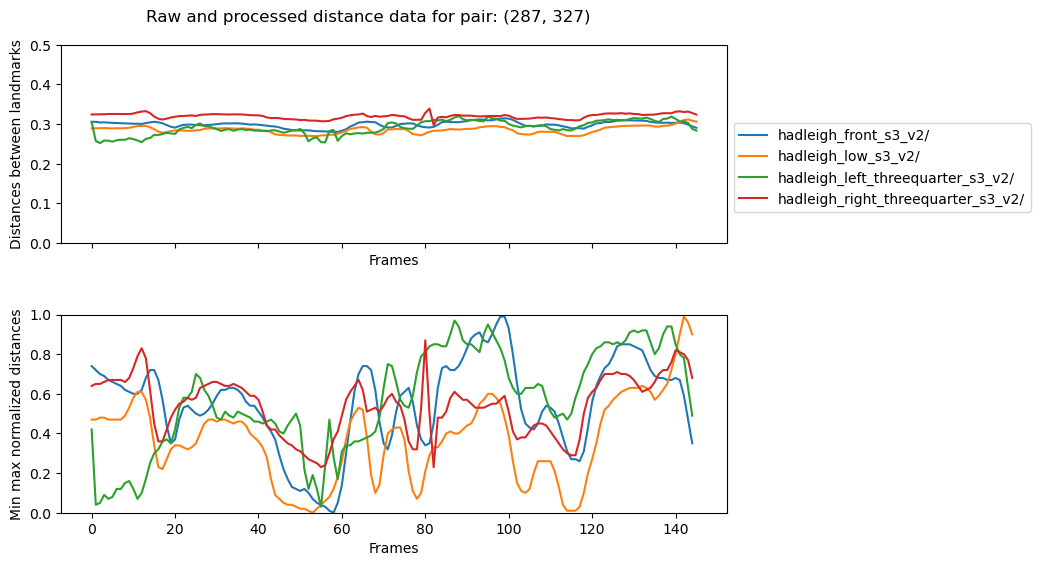 Raw and processed distance data for pair: (287, 327)
Distances between landmarks
0.5
0.4
0.3
0.2
0.1
0.0
Frames
hadleigh_front_s3_v2/
hadleigh_low_s3_v2/
hadleigh_left_threequarter_s3_v2/
hadleigh_right_threequarter_s3_v2/
Min max normalized distances
1.0
0.8
0.6
0.4
0.2
0.0
0 20 40 60 80 100 120 140
Frames